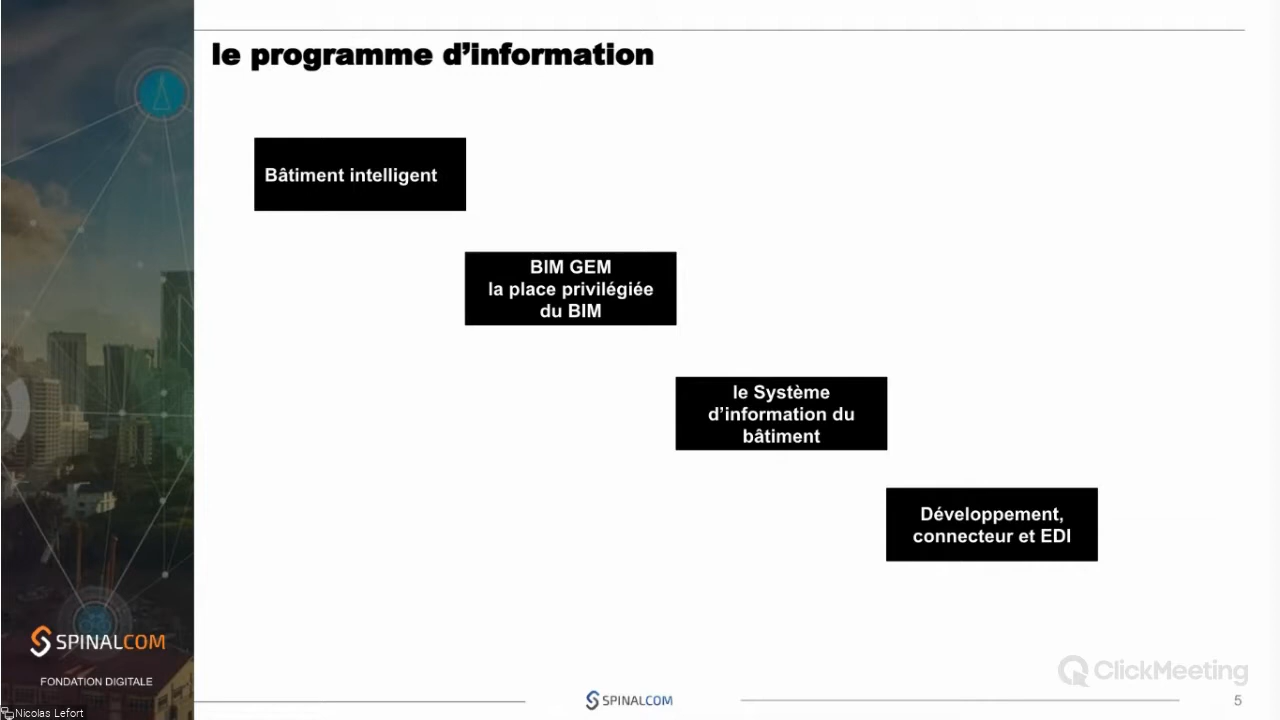 le programme d’information
Bâtiment intelligent
BIM GEM
la place privilégiée
du BIM
le Système
d’information du
bâtiment
Développement,
connecteur et EDI
SPINALCOM
FONDATION DIGITALE
SPINALCOM
ClickMeeting
5
Nicolas Lefort